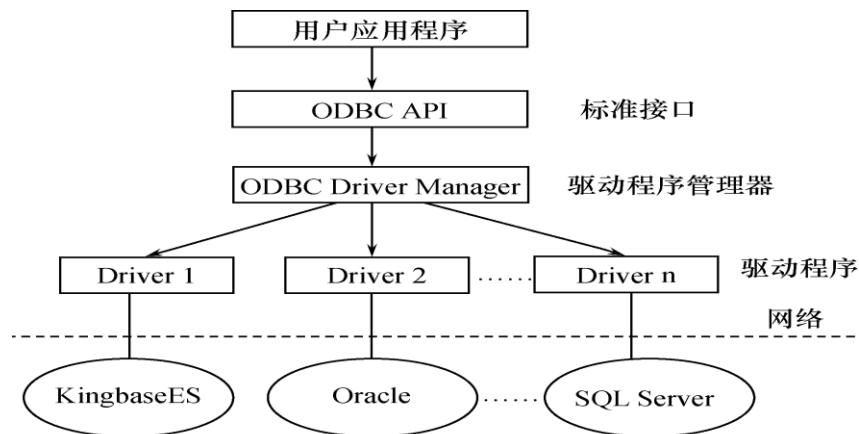 用户应用程序
ODBC API 标准接口
ODBC Driver Manager 驱动程序管理器
Driver 1 Driver 2 ...... Driver n 驱动程序
网络
KingbaseES Oracle ...... SQL Server